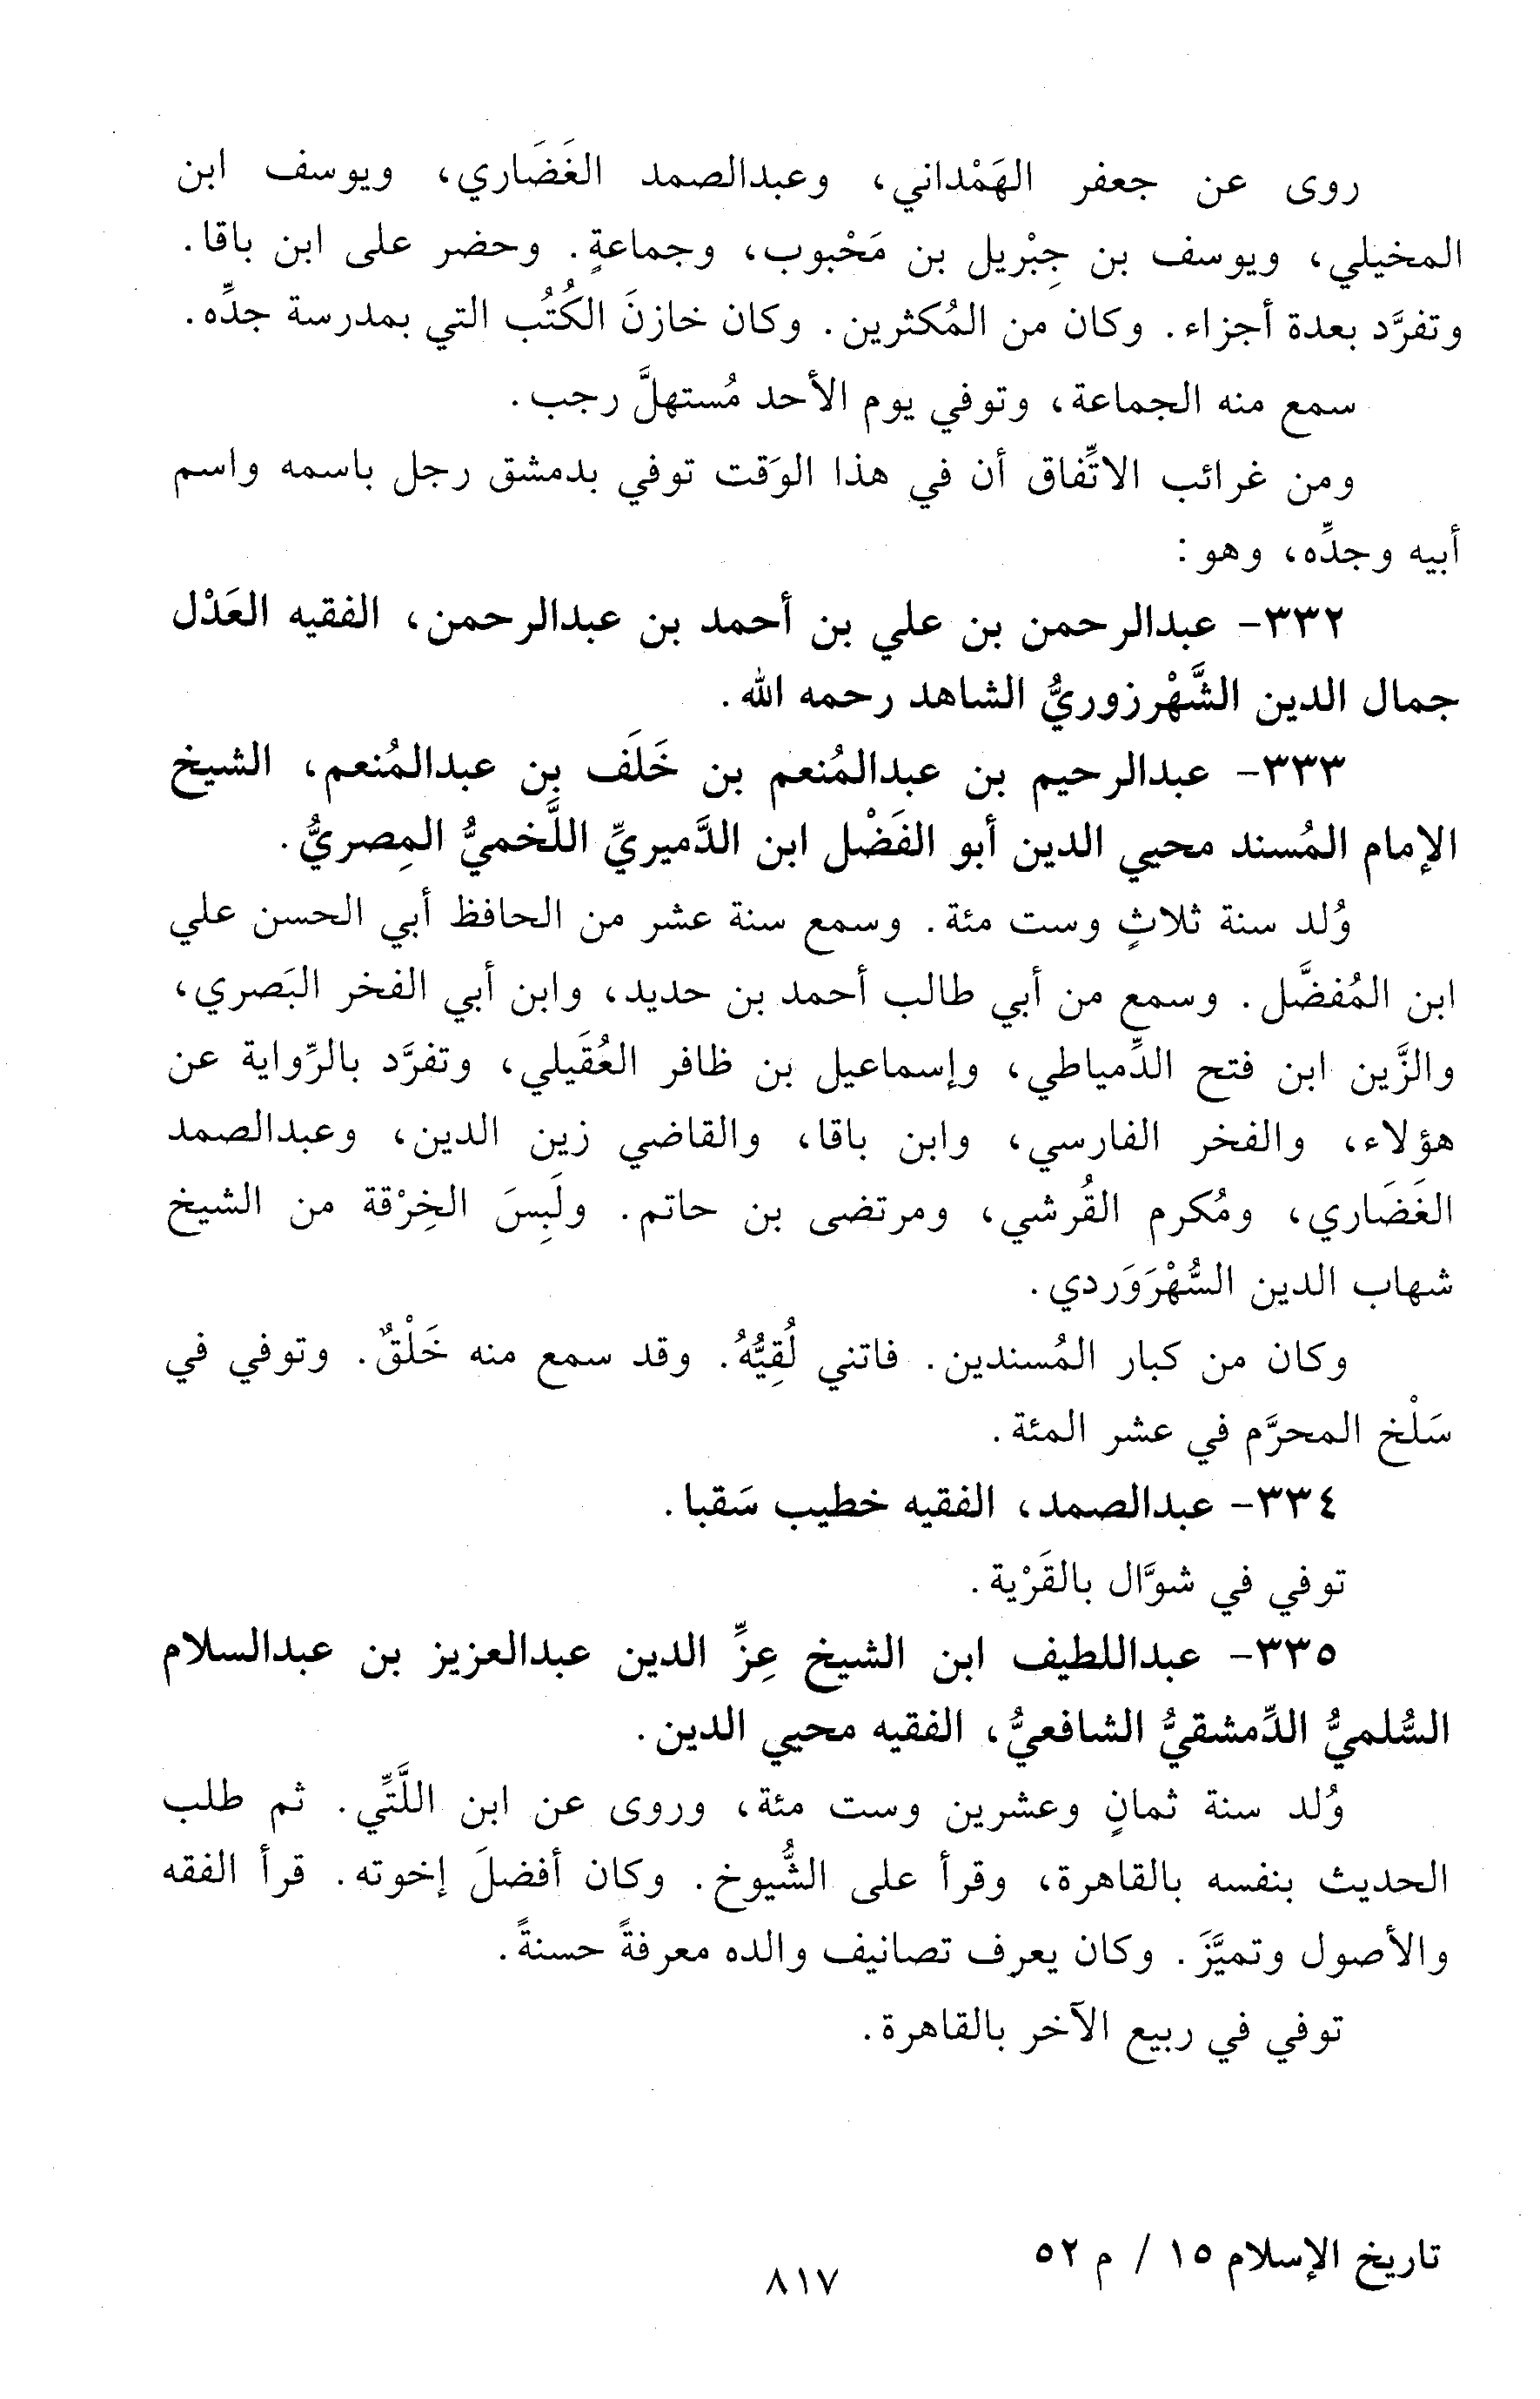 روى عن جعفر الهَمْداني، وعبدالصمد الغَضَاري، ويوسف ابن
المخيلي، ويوسف بن جِبْريل بن مَحْبوب، وجماعةٍ. وحضر على ابن باقا.
وتفرَّد بعدة أجزاء. وكان من المُكثرين. وكان خازنَ الكُتُب التي بمدرسة جدِّه.
سمع منه الجماعة، وتوفي يوم الأحد مُستهلَّ رجب.
ومن غرائب الاتِّفاق أن في هذا الوَقت توفي بدمشق رجل باسمه واسم
أبيه وجدِّه، وهو:
٣٣٢- عبدالرحمن بن علي بن أحمد بن عبدالرحمن، الفقيه العَدْل
جمال الدين الشَّهْرزوريُّ الشاهد رحمه الله.
٣٣٣- عبدالرحيم بن عبدالمُنعم بن خَلَف بن عبدالمُنعم، الشيخ
الإمام المُسند محيي الدين أبو الفَضْل ابن الدَّميريِّ اللَّخميُّ المِصريُّ.
وُلد سنة ثلاثٍ وست مئة. وسمع سنة عشر من الحافظ أبي الحسن علي
ابن المُفضَّل. وسمع من أبي طالب أحمد بن حديد، وابن أبي الفخر البَصري،
والزَّين ابن فتح الدِّمياطي، وإسماعيل بن ظافر العُقَيلي، وتفرَّد بالرِّواية عن
هؤلاء، والفخر الفارسي، وابن باقا، والقاضي زين الدين، وعبدالصمد
الغَضَاري، ومُكرم القُرشي، ومرتضى بن حاتم. ولَبِسَ الخِرْقة من الشيخ
شهاب الدين السُّهْرَوَردي.
وكان من كبار المُسندين. فاتني لُقِيُّهُ. وقد سمع منه خَلْقٌ. وتوفي في
سَلْخ المحرَّم في عشر المئة.
٣٣٤- عبدالصمد، الفقيه خطيب سَقبا.
توفي في شوَّال بالقَرْية.
٣٣٥- عبداللطيف ابن الشيخ عِزِّ الدين عبدالعزيز بن عبدالسلام
السُّلميُّ الدِّمشقيُّ الشافعيُّ، الفقيه محيي الدين.
وُلد سنة ثمانٍ وعشرين وست مئة، وروى عن ابن اللَّتِّي. ثم طلب
الحديث بنفسه بالقاهرة، وقرأ على الشُّيوخ. وكان أفضلَ إخوته. قرأ الفقه
والأصول وتميَّزَ. وكان يعرِف تصانيف والده معرفةً حسنةً.
توفي في ربيع الآخر بالقاهرة.
تاريخ الإسلام ١٥ / م ٥٢
٨١٧